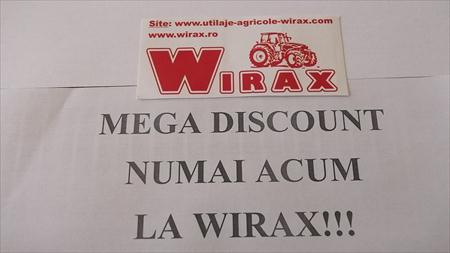 Site: www.utilaje-agricole-wirax.com
www.wirax.ro
WIRAX
MEGA DISCOUNT
NUMAI ACUM
LA WIRAX!!!